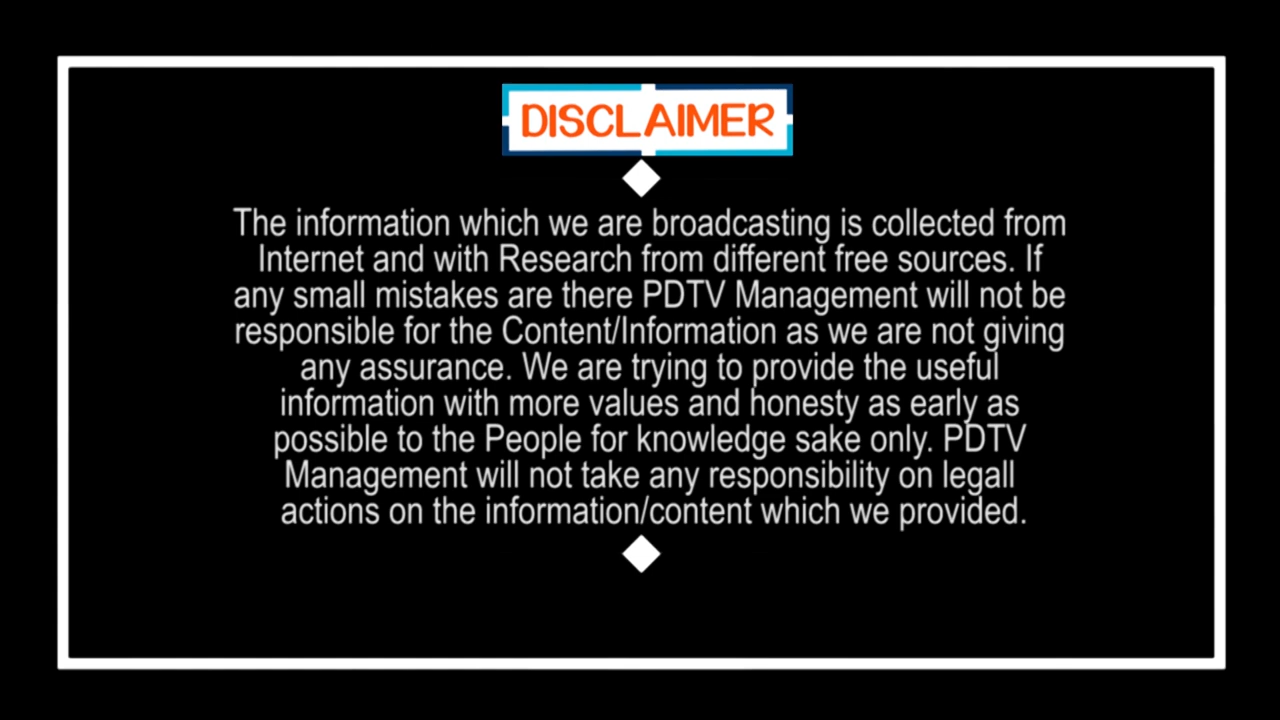 DISCLAIMER
The information which we are broadcasting is collected from
Internet and with Research from different free sources. If
any small mistakes are there PDTV Management will not be
responsible for the Content/Information as we are not giving
any assurance. We are trying to provide the useful
information with more values and honesty as early as
possible to the People for knowledge sake only. PDTV
Management will not take any responsibility on legall
actions on the information/content which we provided.